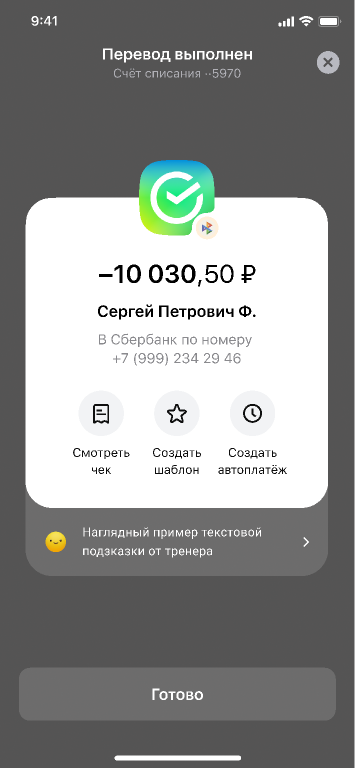 9:41
Перевод выполнен
Счёт списания ··5970
–10 030,50 ₽
Сергей Петрович Ф.
В Сбербанк по номеру
+7 (999) 234 29 46
Смотреть чек
Создать шаблон
Создать автоплатёж
Наглядный пример текстовой
подзказки от тренера
Готово